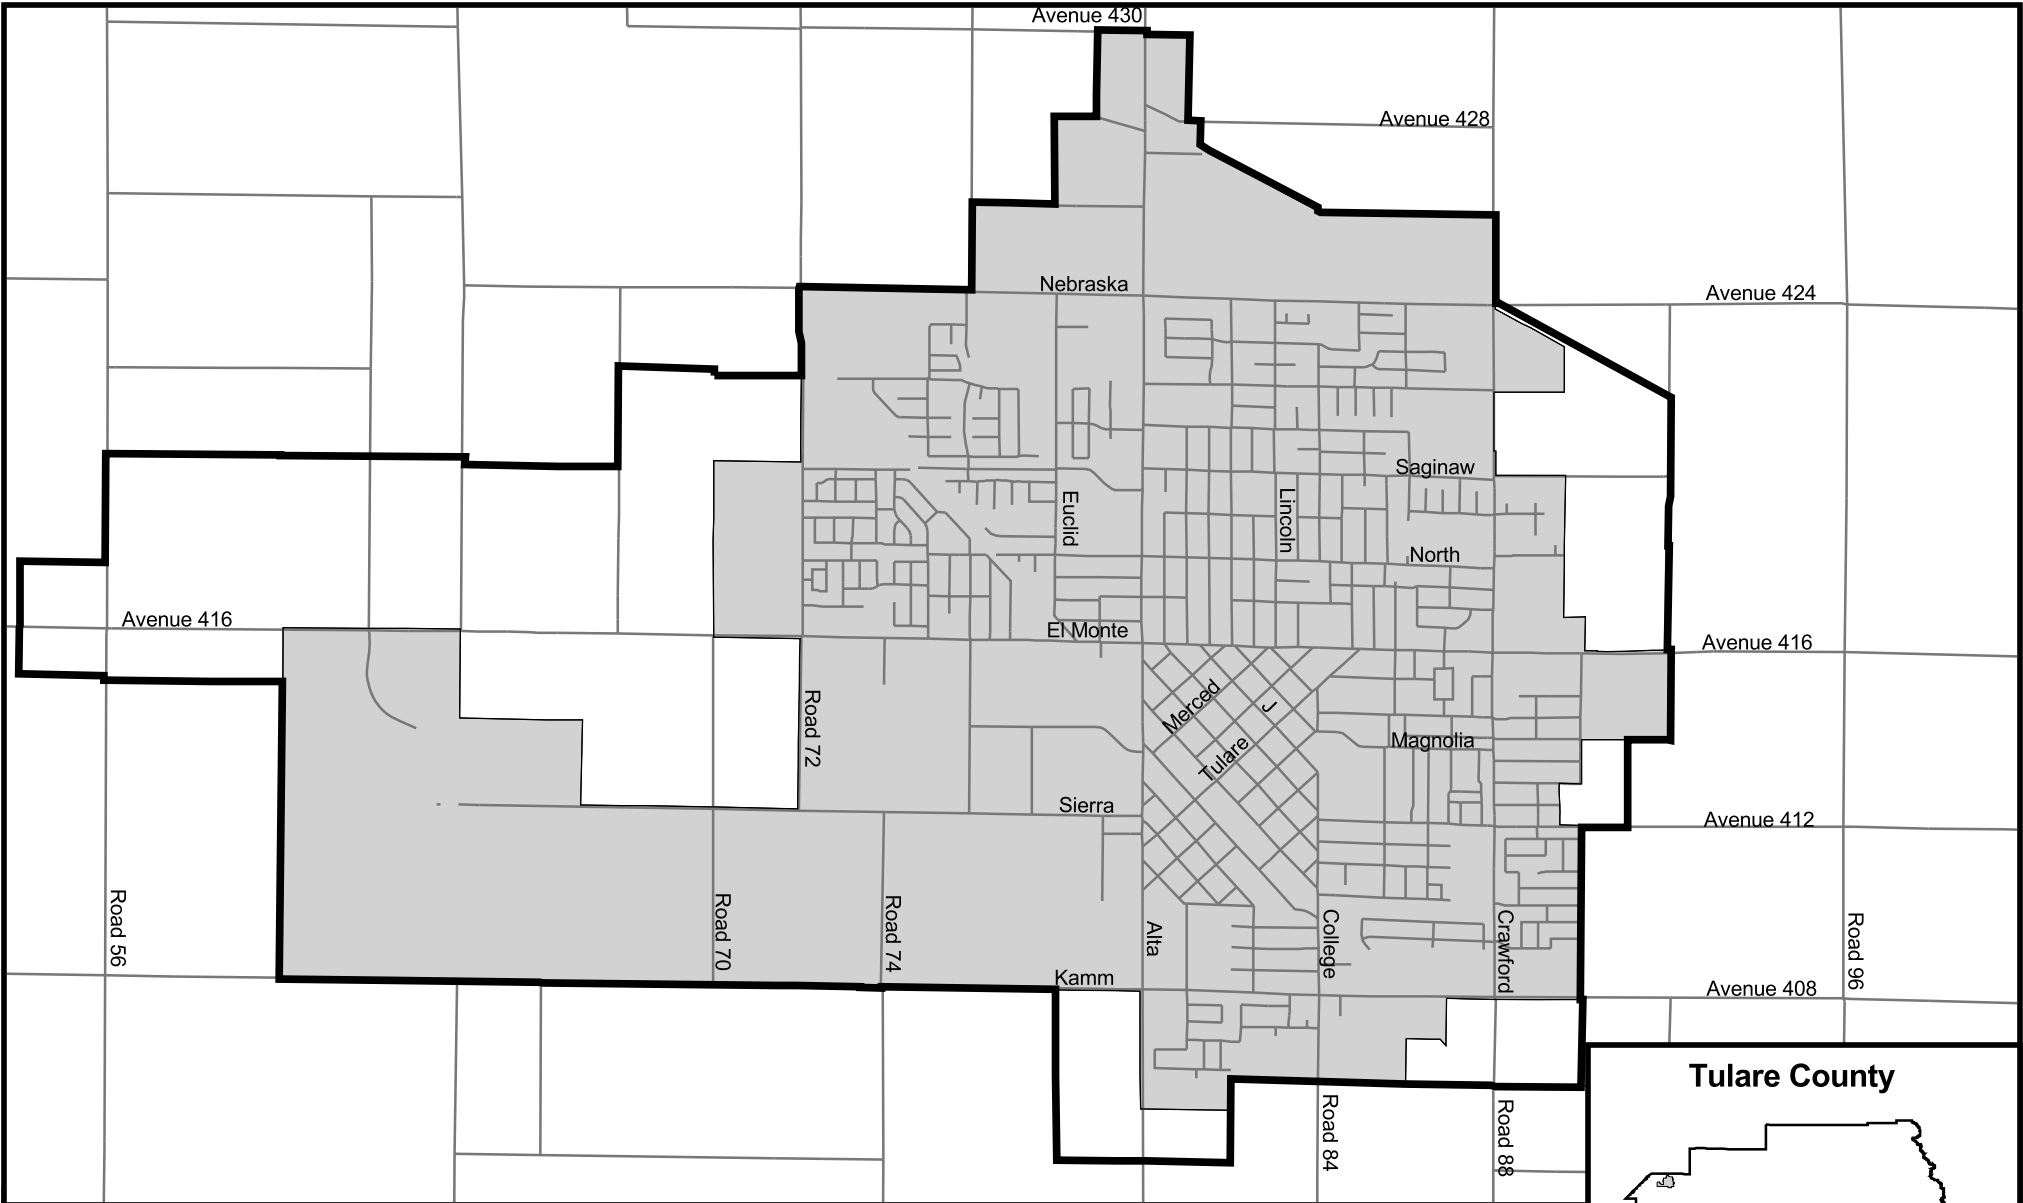 Avenue 430
Avenue 428
Nebraska
Avenue 424
Saginaw
Euclid
Lincoln
North
Avenue 416
El Monte
Avenue 416
Merced
J
Road 72
Magnolia
Tulare
Sierra
Avenue 412
Road 56
Road 70
Road 74
Alta
College
Crawford
Road 96
Kamm
Avenue 408
Tulare County
Road 84
Road 88